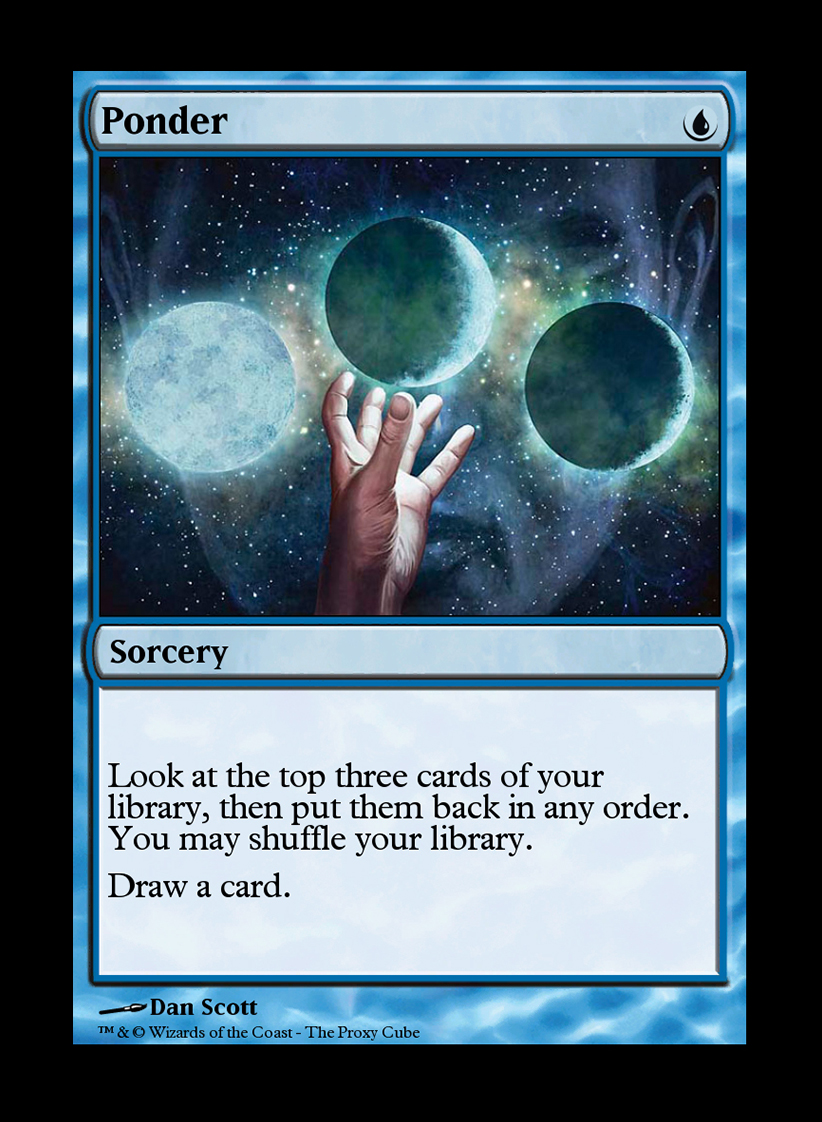 Ponder
Sorcery
Look at the top three cards of your
library, then put them back in any order.
You may shuffle your library.
Draw a card.
Dan Scott
™ & © Wizards of the Coast - The Proxy Cube